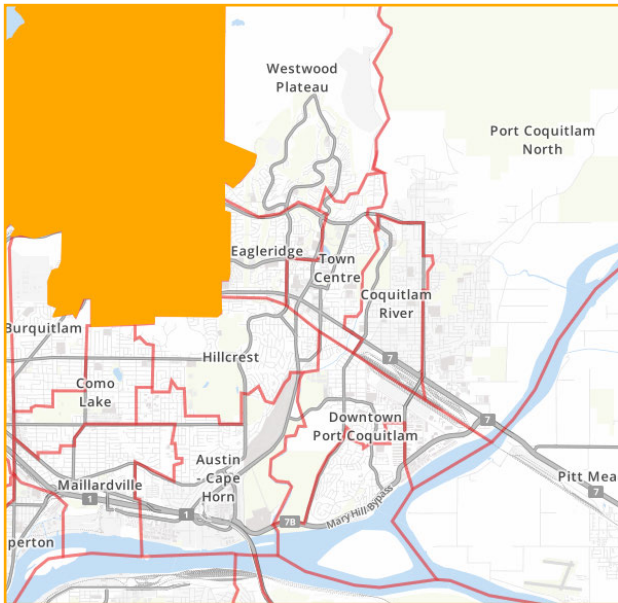 Westwood
Plateau
Port Coquitlam
North
Eagleridge
Town
Centre
Coquitlam
River
Burquitlam
Hillcrest
7
Como
Lake
Downtown
Port Coquitlam
7
Austin
- Cape
Horn
Maillardville
Pitt Mea
7
1
1
7B
Mary Hill Bypass
perton